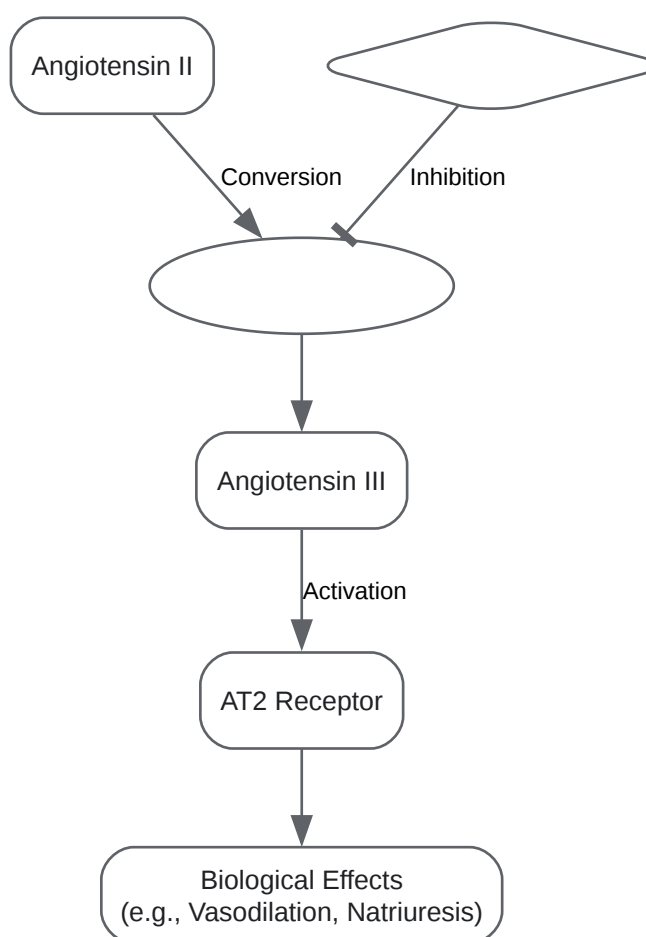 Angiotensin II
Conversion
Inhibition
Angiotensin III
Activation
AT2 Receptor
Biological Effects
(e.g., Vasodilation, Natriuresis)